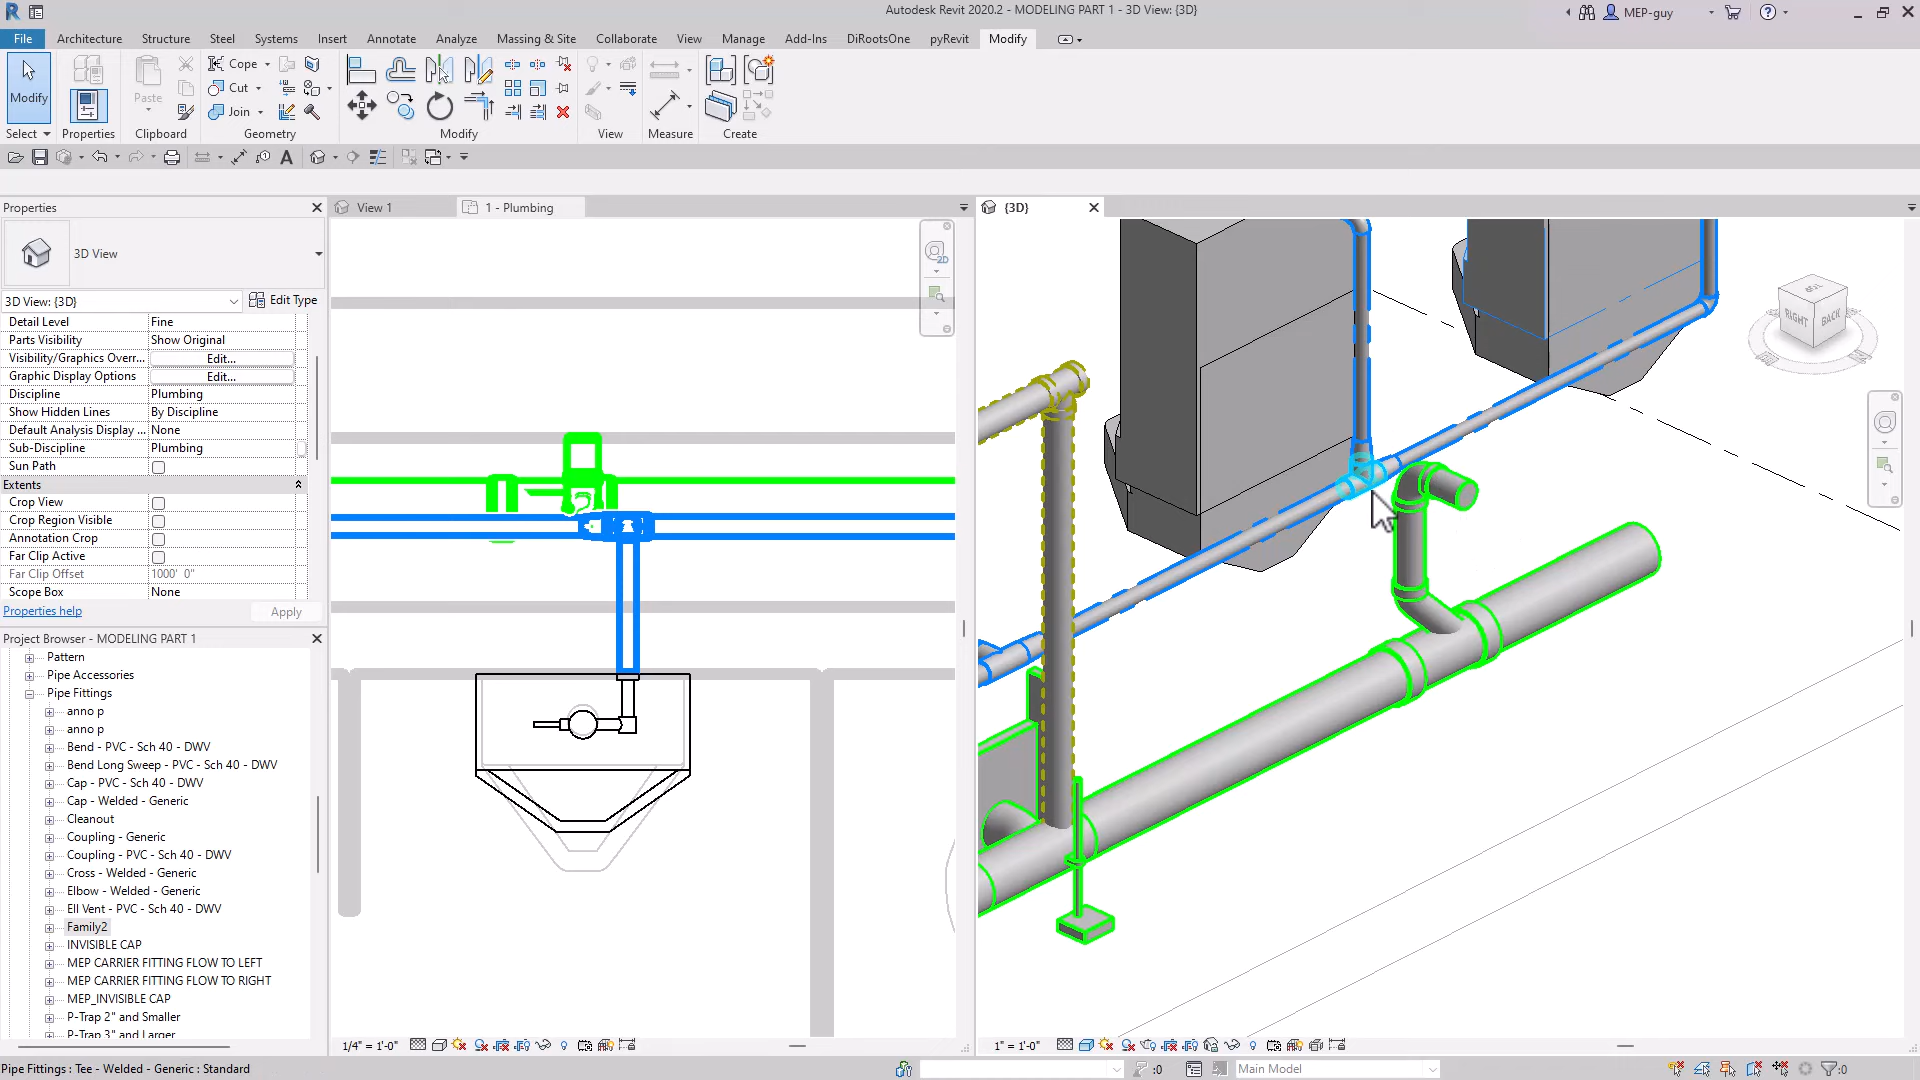 Autodesk Revit 2020.2 - MODELING PART 1 - 3D View: {3D}
MEP-guy
File Architecture Structure Steel Systems Insert Annotate Analyze Massing & Site Collaborate View Manage Add-Ins DiRootsOne pyRevit Modify
Modify
Paste
Cope
Cut
Join
Select Properties Clipboard Geometry Modify View Measure Create
Properties
View 1
1 - Plumbing
{3D}
3D View
3D View: {3D}
Edit Type
Detail Level Fine
Parts Visibility Show Original
Visibility/Graphics Overr... Edit...
Graphic Display Options Edit...
Discipline Plumbing
Show Hidden Lines By Discipline
Default Analysis Display ... None
Sub-Discipline Plumbing
Sun Path
Extents
Crop View
Crop Region Visible
Annotation Crop
Far Clip Active
Far Clip Offset 1000' 0"
Scope Box None
Properties help
Apply
Project Browser - MODELING PART 1
Pattern
Pipe Accessories
Pipe Fittings
anno p
anno p
Bend - PVC - Sch 40 - DWV
Bend Long Sweep - PVC - Sch 40 - DWV
Cap - PVC - Sch 40 - DWV
Cap - Welded - Generic
Cleanout
Coupling - Generic
Coupling - PVC - Sch 40 - DWV
Cross - Welded - Generic
Elbow - Welded - Generic
Ell Vent - PVC - Sch 40 - DWV
Family2
INVISIBLE CAP
MEP CARRIER FITTING FLOW TO LEFT
MEP CARRIER FITTING FLOW TO RIGHT
MEP_INVISIBLE CAP
P-Trap 2" and Smaller
P-Trap 3" and Larger
2D
TOP
RIGHT
BACK
1/4" = 1'-0"
1" = 1'-0"
Pipe Fittings : Tee - Welded - Generic : Standard
:0
Main Model
:0